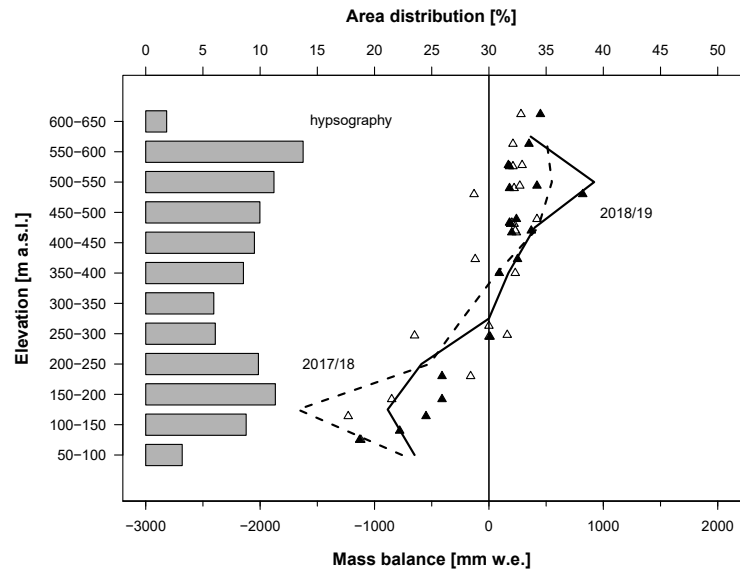 Area distribution [%]
0 5 10 15 20 25 30 35 40 45 50
600−650
hypsography
550−600
500−550
450−500
2018/19
400−450
350−400
300−350
250−300
200−250
2017/18
150−200
100−150
50−100
Elevation [m a.s.l.]
−3000 −2000 −1000 0 1000 2000
Mass balance [mm w.e.]